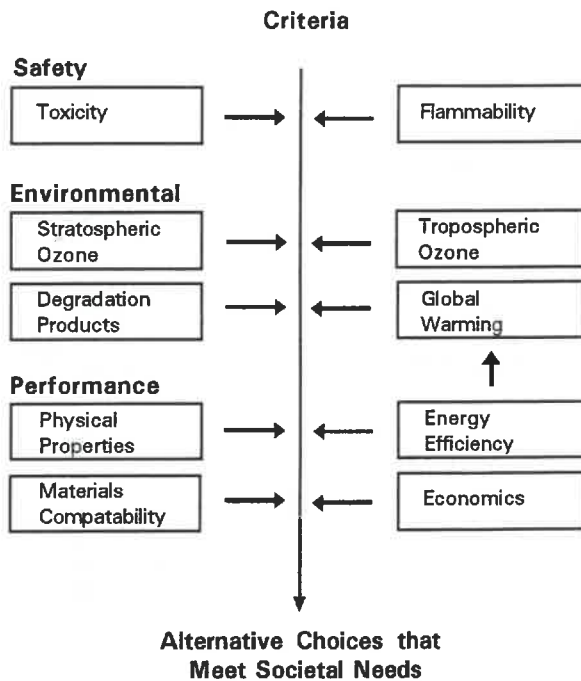 Criteria
Safety
Toxicity
Flammability
Environmental
Stratospheric
Ozone
Tropospheric
Ozone
Degradation
Products
Global
Warming
Performance
Physical
Properties
Energy
Efficiency
Materials
Compatability
Economics
Alternative Choices that
Meet Societal Needs